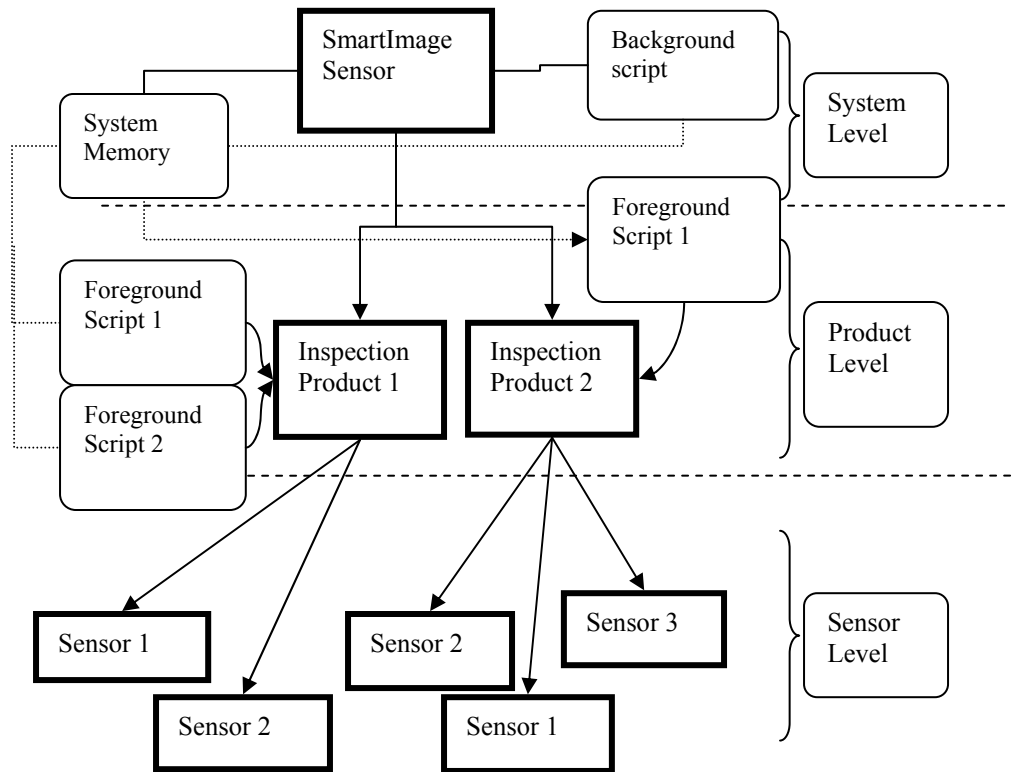 SmartImage
Sensor
Background
script
System
Level
System
Memory
Foreground
Script 1
Foreground
Script 1
Product
Level
Inspection
Product 1
Inspection
Product 2
Foreground
Script 2
Sensor 1
Sensor 2
Sensor 3
Sensor
Level
Sensor 2
Sensor 1